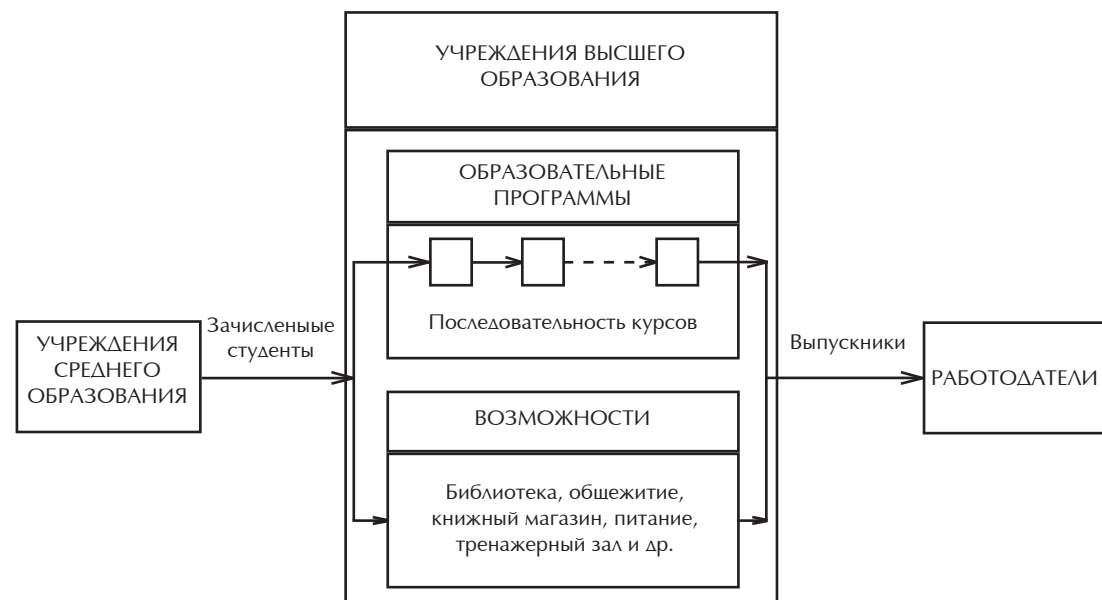 УЧРЕЖДЕНИЯ ВЫСШЕГО
ОБРАЗОВАНИЯ
ОБРАЗОВАТЕЛЬНЫЕ
ПРОГРАММЫ
Последовательность курсов
Зачисленыые
студенты
УЧРЕЖДЕНИЯ
СРЕДНЕГО
ОБРАЗОВАНИЯ
Выпускники
РАБОТОДАТЕЛИ
ВОЗМОЖНОСТИ
Библиотека, общежитие,
книжный магазин, питание,
тренажерный зал и др.